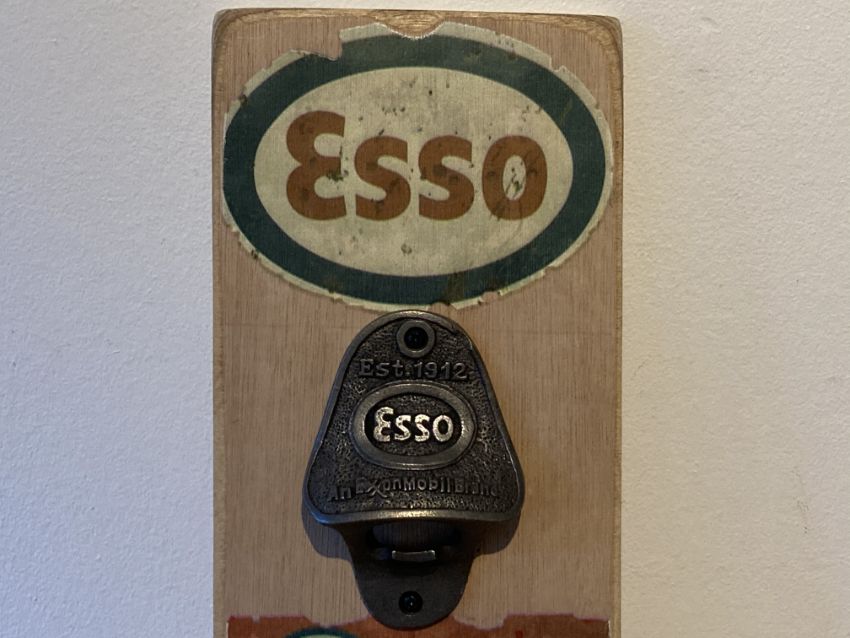 Esso
Est.1912
Esso
An ExxonMobil Brand